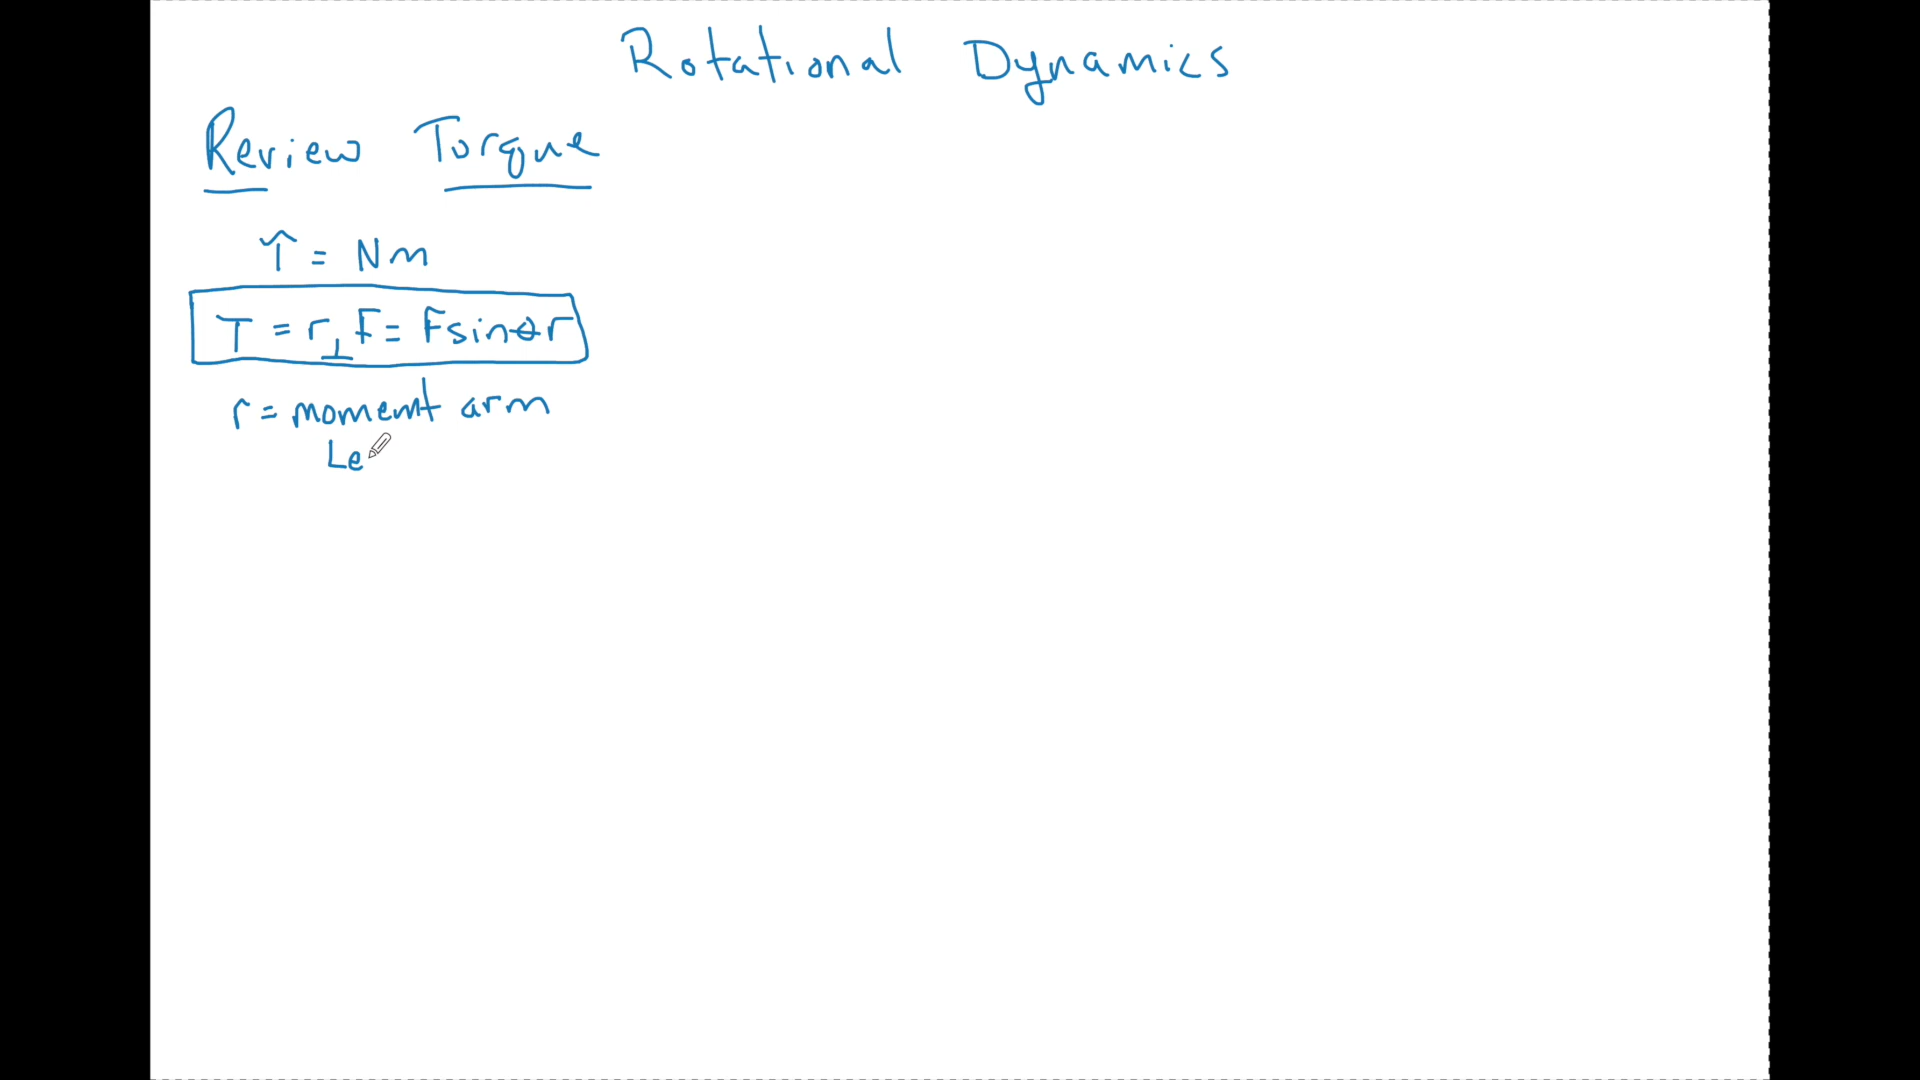 Rotational Dynamics
Review Torque
τ = Nm
τ = r⊥F = Fsinθr
r = moment arm
Le